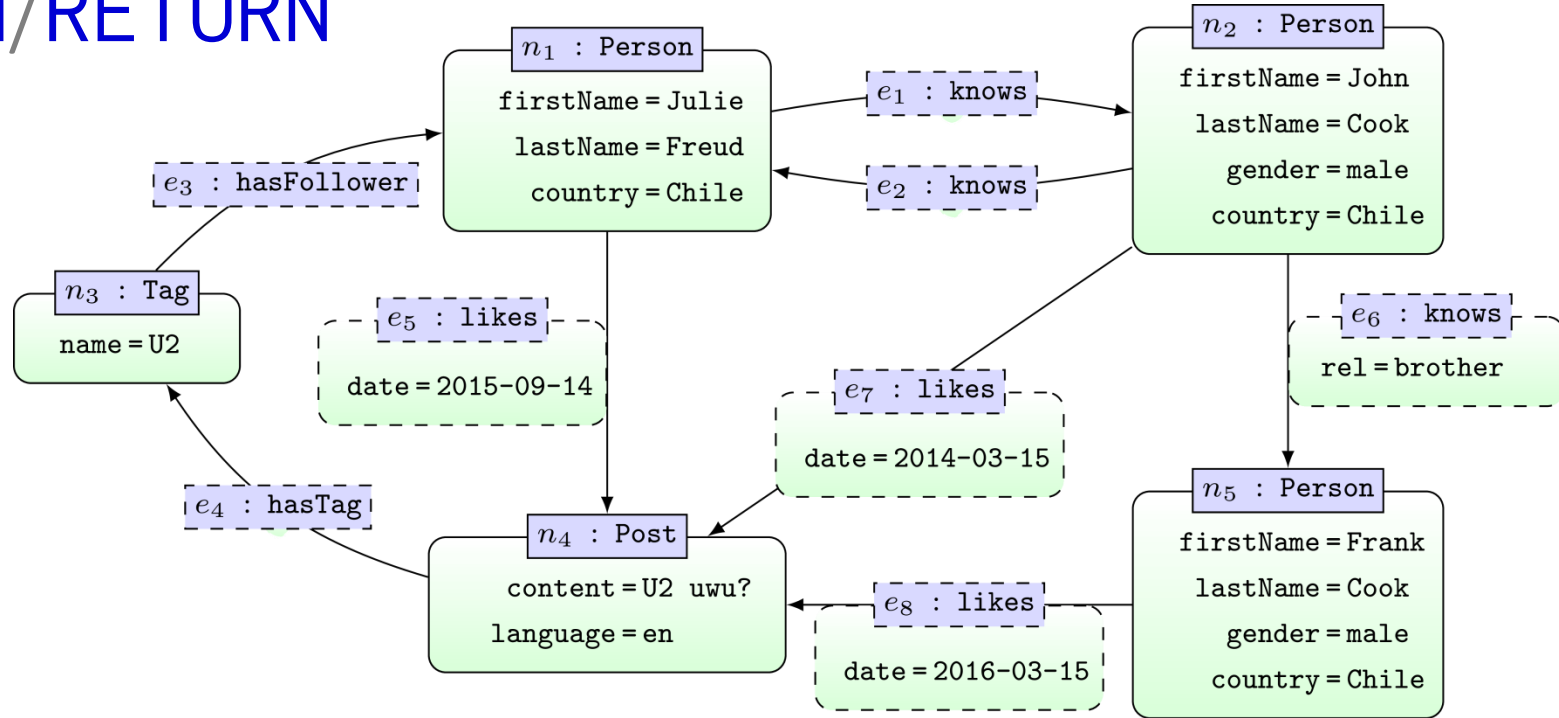 /RETURN
n1 : Person
firstName = Julie
lastName = Freud
country = Chile
e1 : knows
e2 : knows
n2 : Person
firstName = John
lastName = Cook
gender = male
country = Chile
e3 : hasFollower
n3 : Tag
name = U2
e5 : likes
date = 2015-09-14
e6 : knows
rel = brother
e7 : likes
date = 2014-03-15
e4 : hasTag
n4 : Post
content = U2 uwu?
language = en
e8 : likes
date = 2016-03-15
n5 : Person
firstName = Frank
lastName = Cook
gender = male
country = Chile